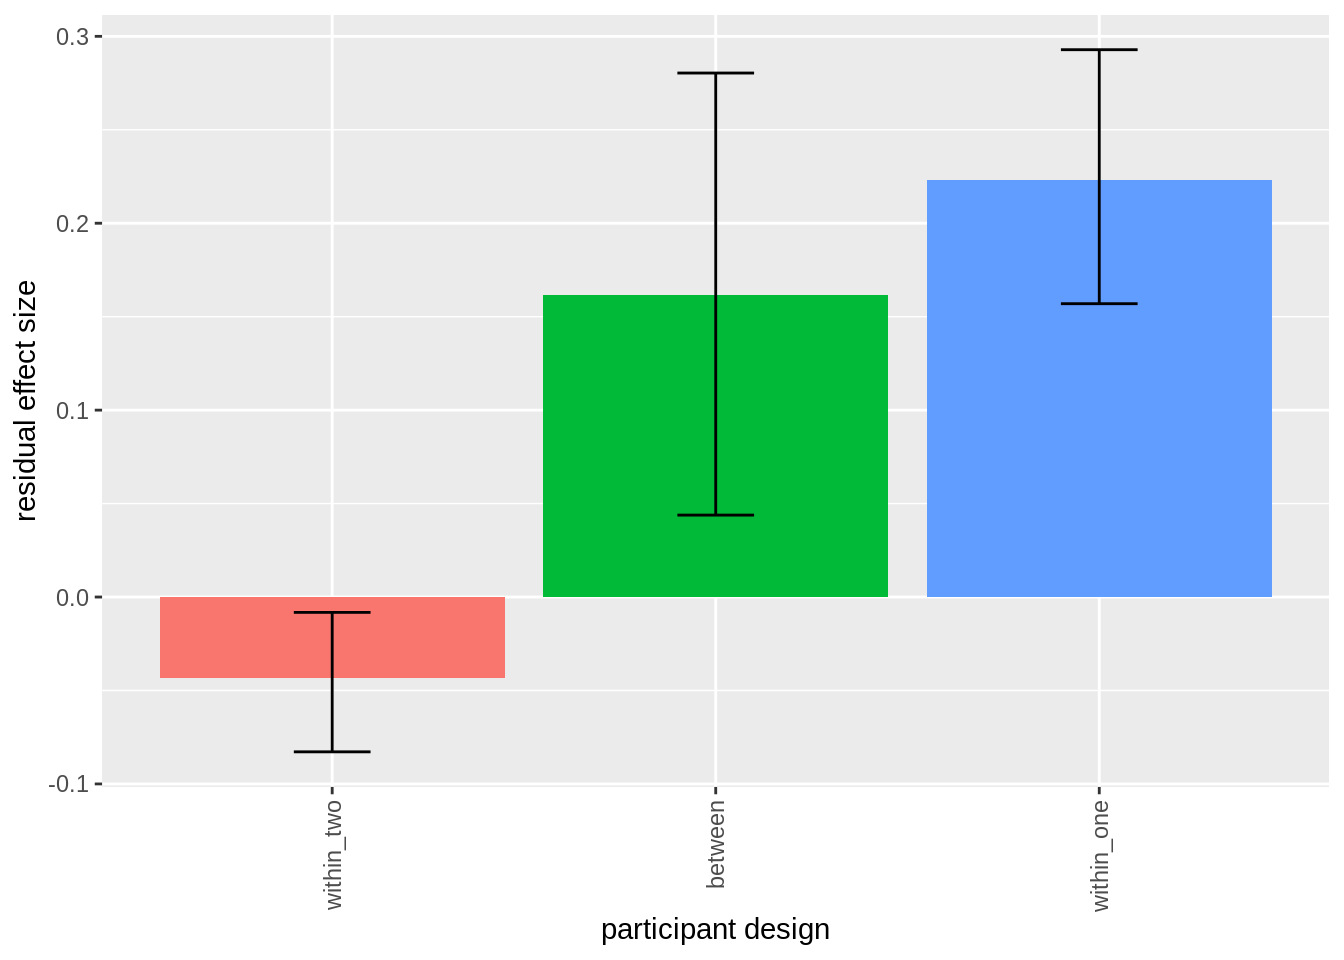 residual effect size
0.3
0.2
0.1
0.0
-0.1
within_two
between
within_one
participant design